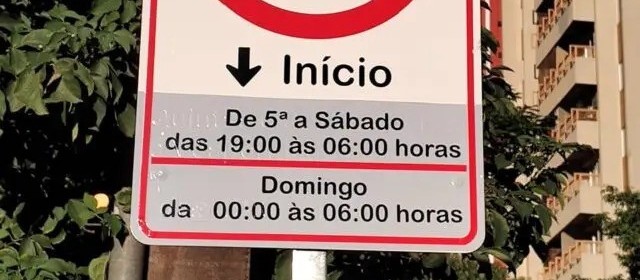 Início
De 5ª a Sábado
das 19:00 às 06:00 horas
Domingo
da 00:00 às 06:00 horas